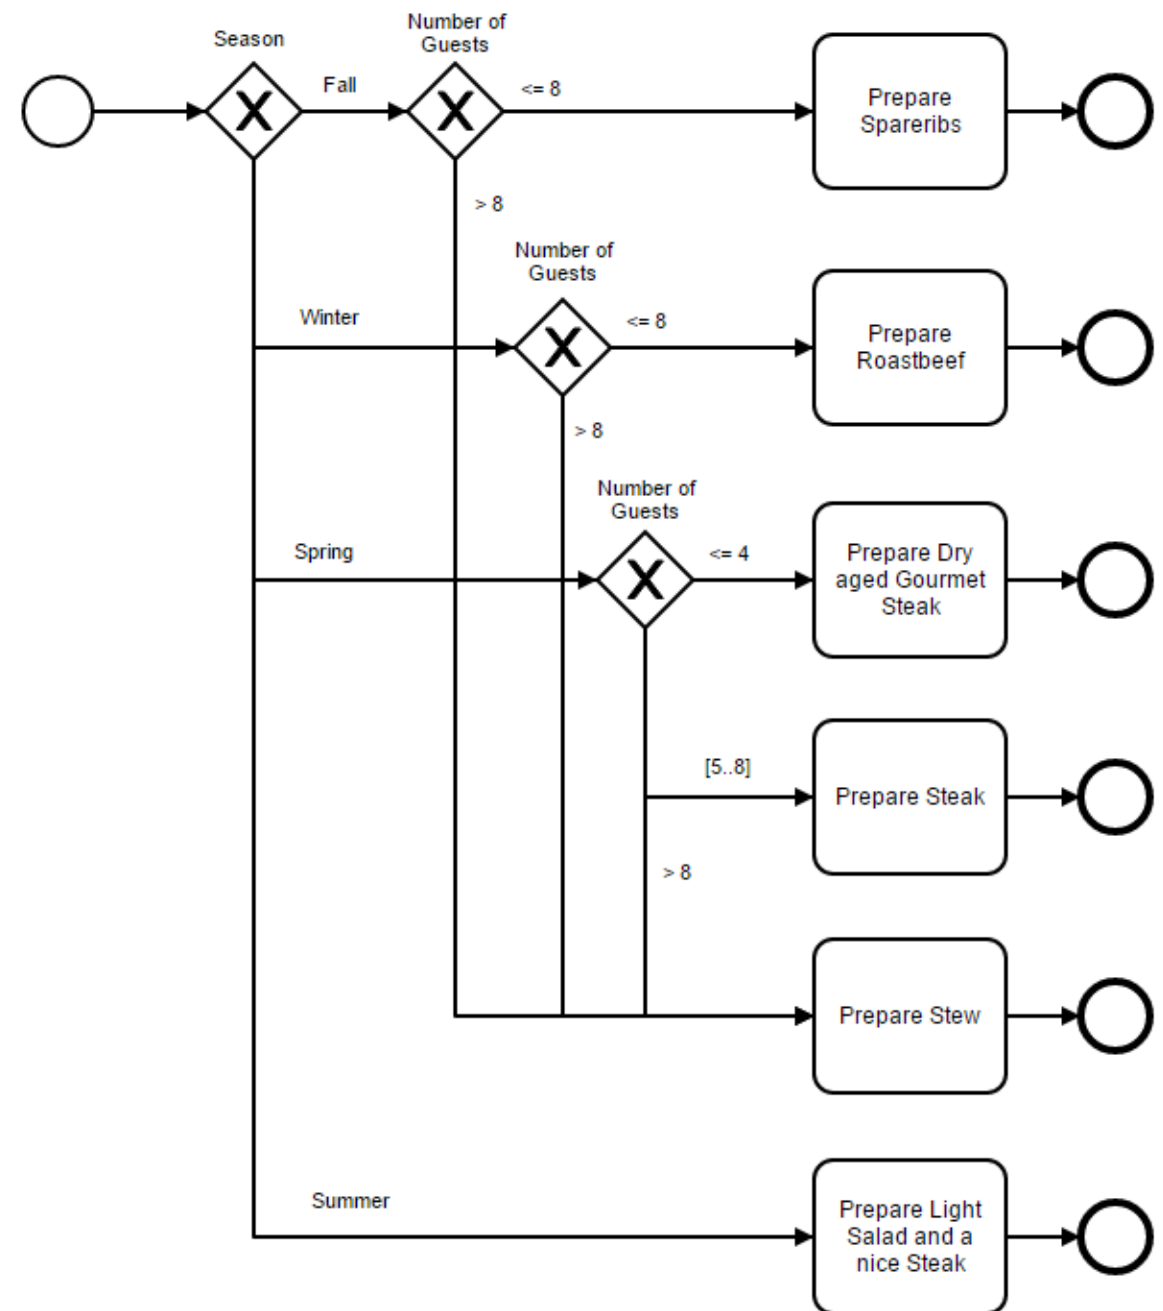 Season
Number of
Guests
Fall
<= 8
Prepare
Spareribs
> 8
Number of
Guests
Winter
<= 8
Prepare
Roastbeef
> 8
Number of
Guests
Spring
<= 4
Prepare Dry
aged Gourmet
Steak
[5..8]
Prepare Steak
> 8
Prepare Stew
Summer
Prepare Light
Salad and a
nice Steak